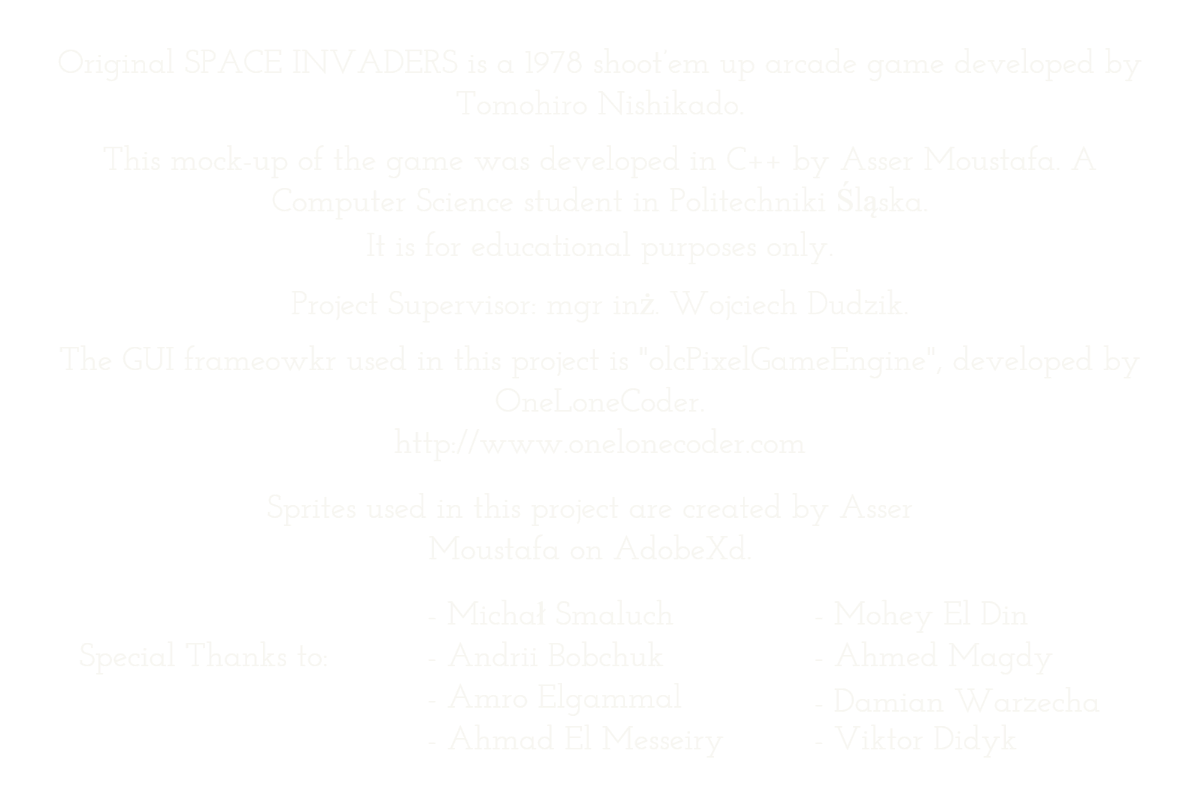 Original SPACE INVADERS is a 1978 shoot'em up arcade game developed by
Tomohiro Nishikado.
This mock-up of the game was developed in C++ by Asser Moustafa. A
Computer Science student in Politechniki Śląska.
It is for educational purposes only.
Project Supervisor: mgr inż. Wojciech Dudzik.
The GUI frameowkr used in this project is "olcPixelGameEngine", developed by
OneLoneCoder.
http://www.onelonecoder.com
Sprites used in this project are created by Asser
Moustafa on AdobeXd.
Special Thanks to:
- Michał Smaluch
- Andrii Bobchuk
- Amro Elgammal
- Ahmad El Messeiry
- Mohey El Din
- Ahmed Magdy
- Damian Warzecha
- Viktor Didyk